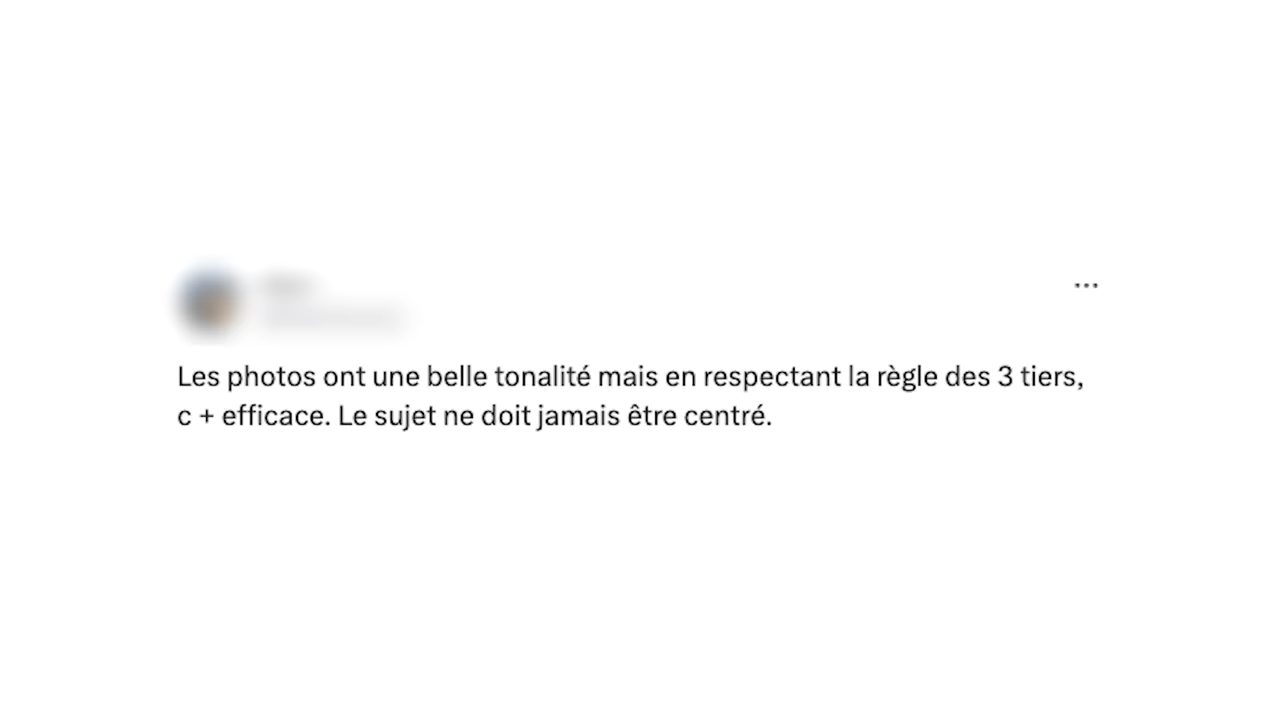 Les photos ont une belle tonalité mais en respectant la règle des 3 tiers,
c + efficace. Le sujet ne doit jamais être centré.